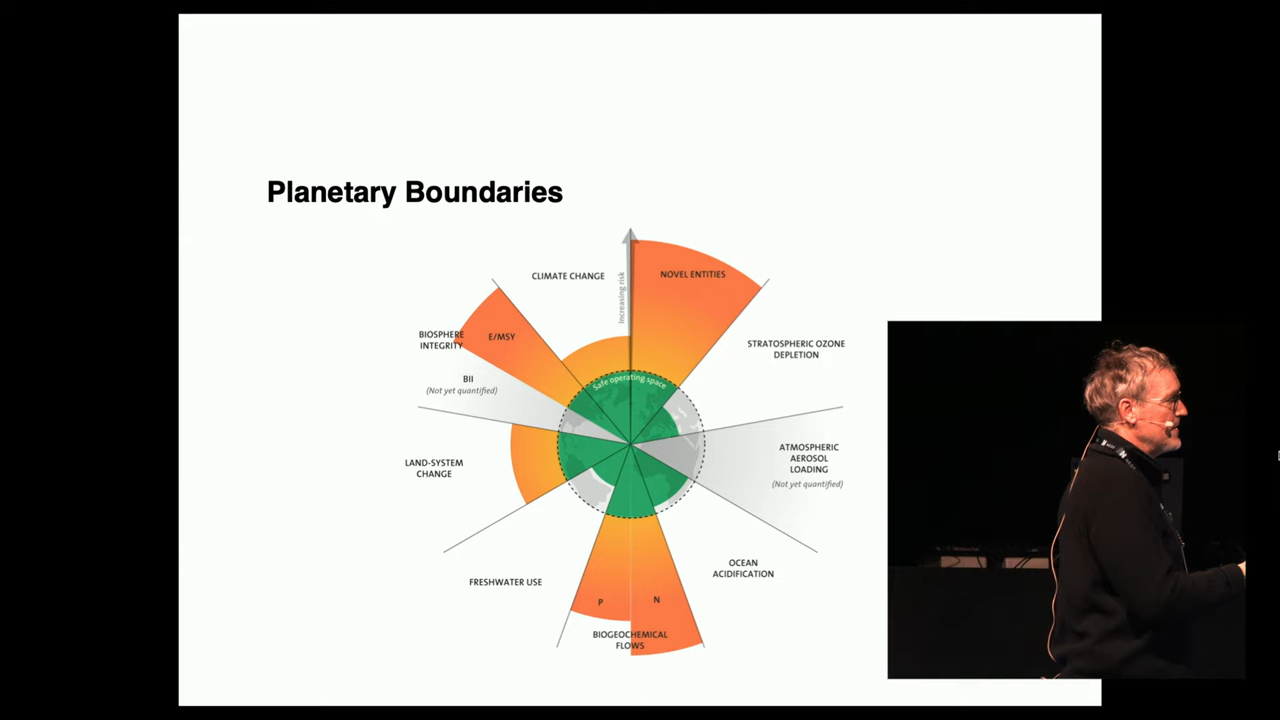 Planetary Boundaries
CLIMATE CHANGE
Increasing risk
NOVEL ENTITIES
BIOSPHERE
INTEGRITY
E/MSY
STRATOSPHERIC OZONE
DEPLETION
BII
(Not yet quantified)
Safe operating space
LAND-SYSTEM
CHANGE
ATMOSPHERIC
AEROSOL
LOADING
(Not yet quantified)
FRESHWATER USE
OCEAN
ACIDIFICATION
P
N
BIOGEOCHEMICAL
FLOWS